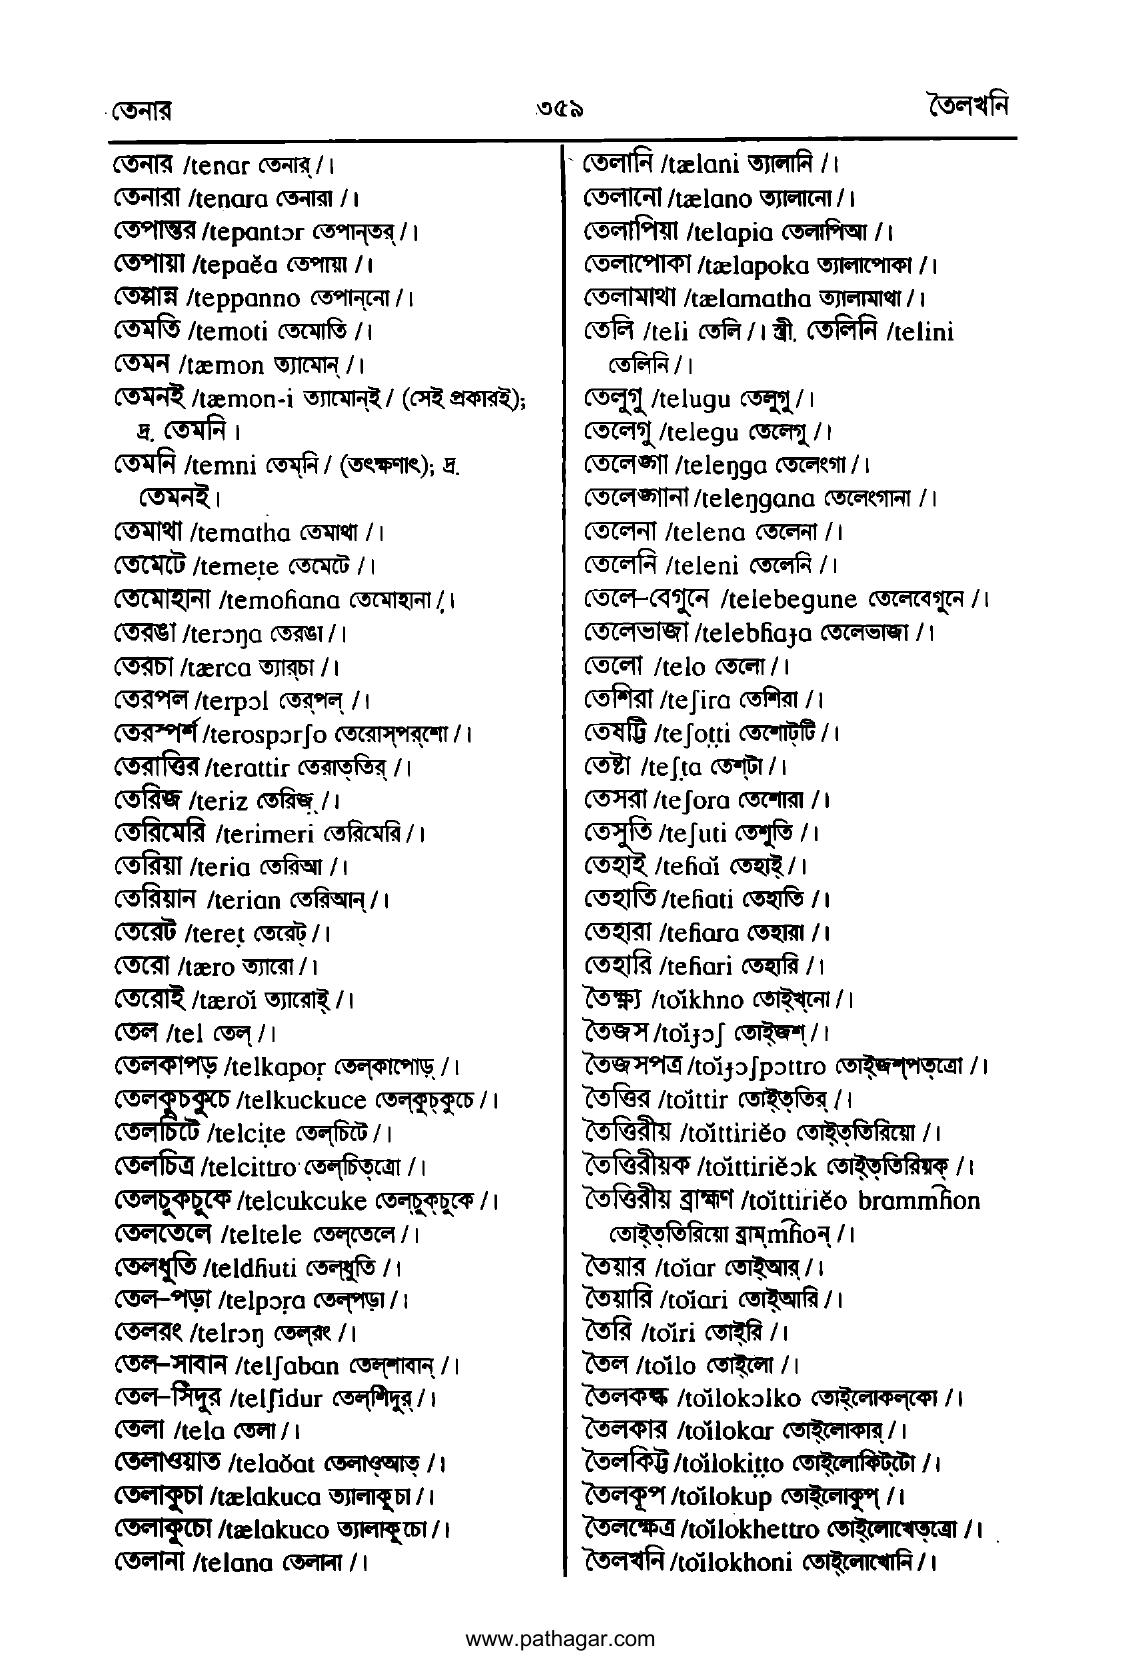 তেনার
৩৫৯
তৈলখনি
তেনার /tenar তেনার্ /।
তেনারা /tenara তেনারা /।
তেপান্তর /tepantɔr তেপান্‌তর্ /।
তেপায়া /tepaĕa তেপায়া /।
তেপ্পান্ন /teppanno তেপান্‌নো /।
তেমতি /temoti তেমোতি /।
তেমন /tæmon ত্যামোন্ /।
তেমনই /tæmon-i ত্যামোন্‌ই / (সেই প্রকারই);
দ্র. তেমনি।
তেমনি /temni তেম্‌নি / (তৎক্ষণাৎ); দ্র.
তেমনই।
তেমাথা /tematha তেমাথা /।
তেমেটে /temeṭe তেমেটে /।
তেমোহানা /temoɦana তেমোহানা /।
তেরঙা /terɔŋa তেরঙা /।
তেরচা /tærca ত্যার্‌চা /।
তেরপল /terpɔl তের্‌পল্ /।
তেরস্পর্শ /terospɔrʃo তেরোস্‌পর্‌শো /।
তেরাত্তির /terattir তেরাত্‌তির্ /।
তেরিজ /teriz তেরিজ়্ /।
তেরিমেরি /terimeri তেরিমেরি /।
তেরিয়া /teria তেরিআ /।
তেরিয়ান /terian তেরিআন্ /।
তেরেট /tereṭ তেরেট্ /।
তেরো /tæro ত্যারো /।
তেরোই /tæroĭ ত্যারোই্ /।
তেল /tel তেল্ /।
তেলকাপড় /telkapoṛ তেল্‌কাপোড়্ /।
তেলকুচকুচে /telkuckuce তেল্‌কুচ্‌কুচে /।
তেলচিটে /telciṭe তেল্‌চিটে /।
তেলচিত্র /telcittro তেল্‌চিত্‌ত্রো /।
তেলচুকচুকে /telcukcuke তেল্‌চুক্‌চুকে /।
তেলতেলে /teltele তেল্‌তেলে /।
তেলধুতি /teldɦuti তেল্‌ধুতি /।
তেল-পড়া /telpɔṛa তেল্‌পড়া /।
তেলরং /telrɔŋ তেল্‌রং /।
তেল-সাবান /telʃaban তেল্‌শাবান্ /।
তেল-সিঁদুর /telʃĩdur তেল্‌শিঁদুর্ /।
তেলা /tela তেলা /।
তেলাওয়াত /telaŏat তেলাও্‌আত্ /।
তেলাকুচা /tælakuca ত্যালাকুচা /।
তেলাকুচো /tælakuco ত্যালাকুচো /।
তেলানা /telana তেলানা /।
তেলানি /tælani ত্যালানি /।
তেলানো /tælano ত্যালানো /।
তেলাপিয়া /telapia তেলাপিআ /।
তেলাপোকা /tælapoka ত্যালাপোকা /।
তেলামাথা /tælamatha ত্যালামাথা /।
তেলি /teli তেলি /। স্ত্রী. তেলিনি /telini
তেলিনি /।
তেলুগু /telugu তেলুগু /।
তেলেগু /telegu তেলেগু /।
তেলেঙ্গা /teleŋga তেলেংগা /।
তেলেঙ্গানা /teleŋgana তেলেংগানা /।
তেলেনা /telena তেলেনা /।
তেলেনি /teleni তেলেনি /।
তেলে-বেগুনে /telebegune তেলেবেগুনে /।
তেলেভাজা /telebɦaɟa তেলেভাজা /।
তেলো /telo তেলো /।
তেশিরা /teʃira তেশিরা /।
তেষট্টি /teʃoṭṭi তেশোট্‌টি /।
তেষ্টা /teʃṭa তেশ্‌টা /।
তেসরা /teʃora তেশোরা /।
তেসুতি /teʃuti তেশুতি /।
তেহাই /teɦaĭ তেহাই্ /।
তেহাতি /teɦati তেহাতি /।
তেহারা /teɦara তেহারা /।
তেহারি /teɦari তেহারি /।
তৈক্ষ্ণ্য /toĭkhno তোই্‌খ্‌নো /।
তৈজস /toĭɟɔʃ তোই্‌জশ্ /।
তৈজসপত্র /toĭɟɔʃpɔttro তোই্‌জশ্‌পত্‌ত্রো /।
তৈত্তির /toĭttir তোই্‌ত্‌তির্ /।
তৈত্তিরীয় /toĭttiriĕo তোই্‌ত্‌তিরিয়ো /।
তৈত্তিরীয়ক /toĭttiriĕɔk তোই্‌ত্‌তিরিয়ক্ /।
তৈত্তিরীয় ব্রাহ্মণ /toĭttiriĕo brammɦon
তোই্‌ত্‌তিরিয়ো ব্রাম্‌mɦoন্ /।
তৈয়ার /toĭar তোই্‌আর্ /।
তৈয়ারি /toĭari তোই্‌আরি /।
তৈরি /toĭri তোই্‌রি /।
তৈল /toĭlo তোই্‌লো /।
তৈলকল্ক /toĭlokɔlko তোই্‌লোকল্‌কো /।
তৈলকার /toĭlokar তোই্‌লোকার্ /।
তৈলকিট্ট /toĭlokiṭṭo তোই্‌লোকিট্‌টো /।
তৈলকূপ /toĭlokup তোই্‌লোকুপ্ /।
তৈলক্ষেত্র /toĭlokhettro তোই্‌লোখেত্‌ত্রো /।
তৈলখনি /toĭlokhoni তোই্‌লোখোনি /।
www.pathagar.com